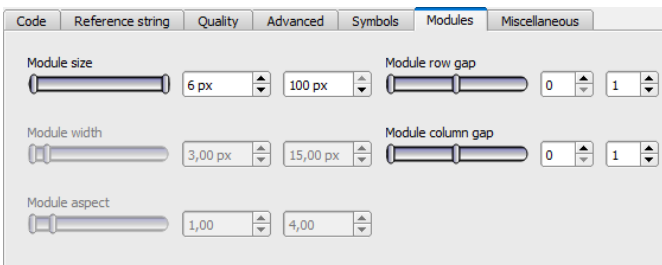 Code Reference string Quality Advanced Symbols Modules Miscellaneous
Module size Module row gap
6 px 100 px 0 1
Module width Module column gap
3,00 px 15,00 px 0 1
Module aspect
1,00 4,00